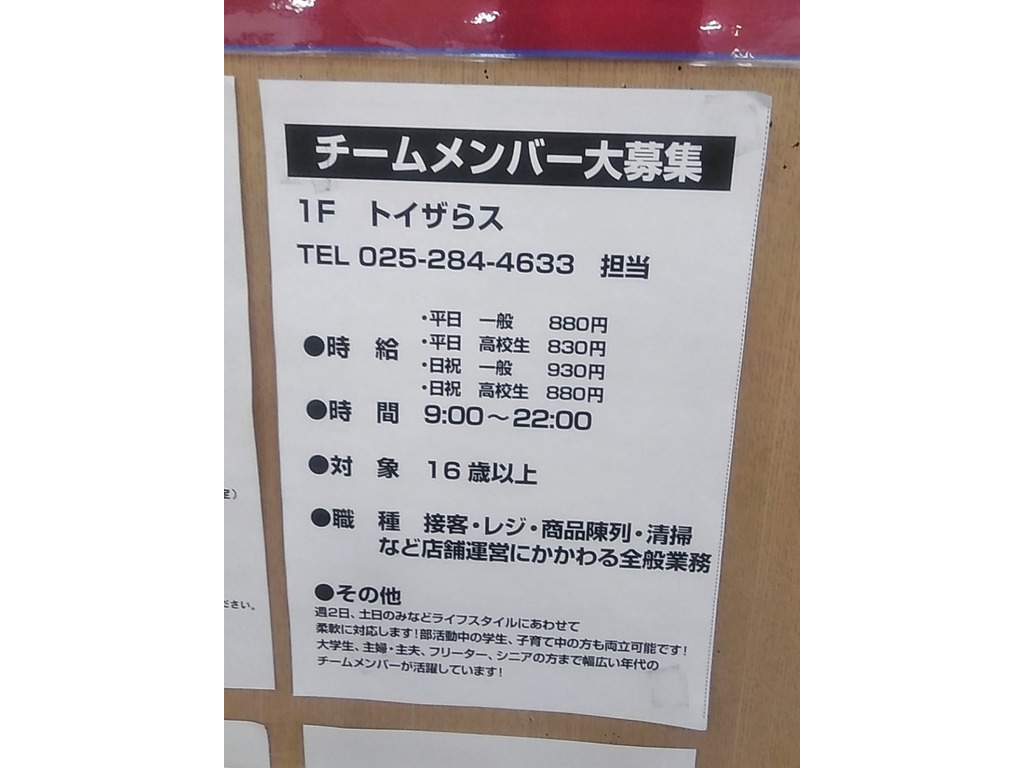 チームメンバー大募集
1F トイザらス
TEL 025-284-4633 担当
●時 給
・平日 一般 880円
・平日 高校生 830円
・日祝 一般 930円
・日祝 高校生 880円
●時 間 9:00～22:00
●対 象 16歳以上
●職 種 接客・レジ・商品陳列・清掃
など店舗運営にかかわる全般業務
●その他
週2日、土日のみなどライフスタイルにあわせて
柔軟に対応します!部活動中の学生、子育て中の方も両立可能です!
大学生、主婦・主夫、フリーター、シニアの方まで幅広い年代の
チームメンバーが活躍しています!
定)
ださい。